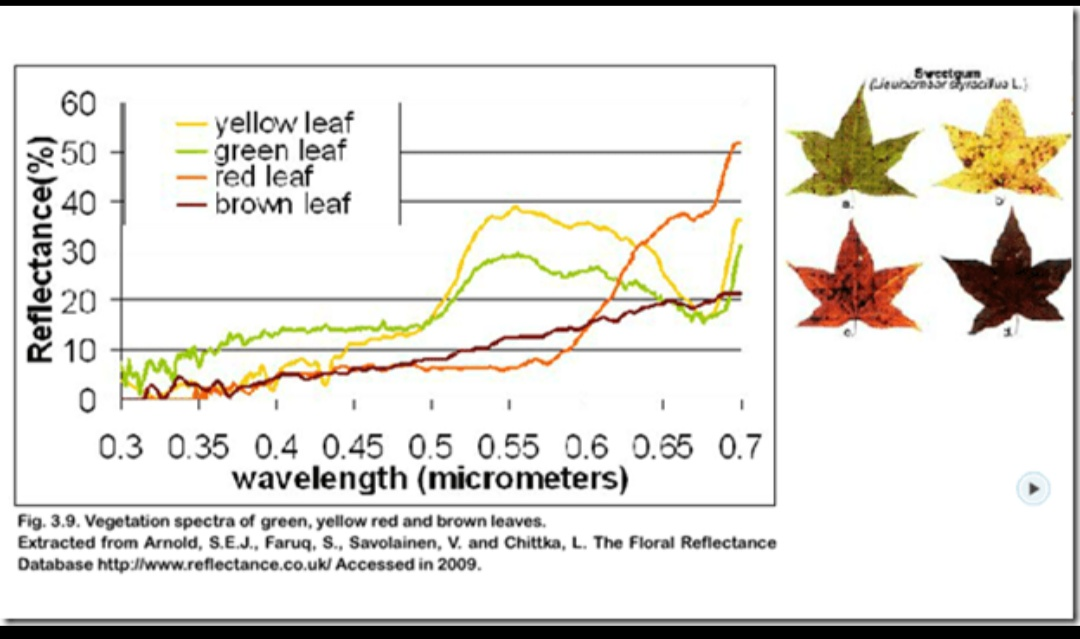 Reflectance(%)
60
50
40
30
20
10
0
yellow leaf
green leaf
red leaf
brown leaf
0.3 0.35 0.4 0.45 0.5 0.55 0.6 0.65 0.7
wavelength (micrometers)
Sweetgum
styraciflua L.)
a.
b
c.
d.
Fig. 3.9. Vegetation spectra of green, yellow red and brown leaves.
Extracted from Arnold, S.E.J., Faruq, S., Savolainen, V. and Chittka, L. The Floral Reflectance
Database http://www.reflectance.co.uk/ Accessed in 2009.